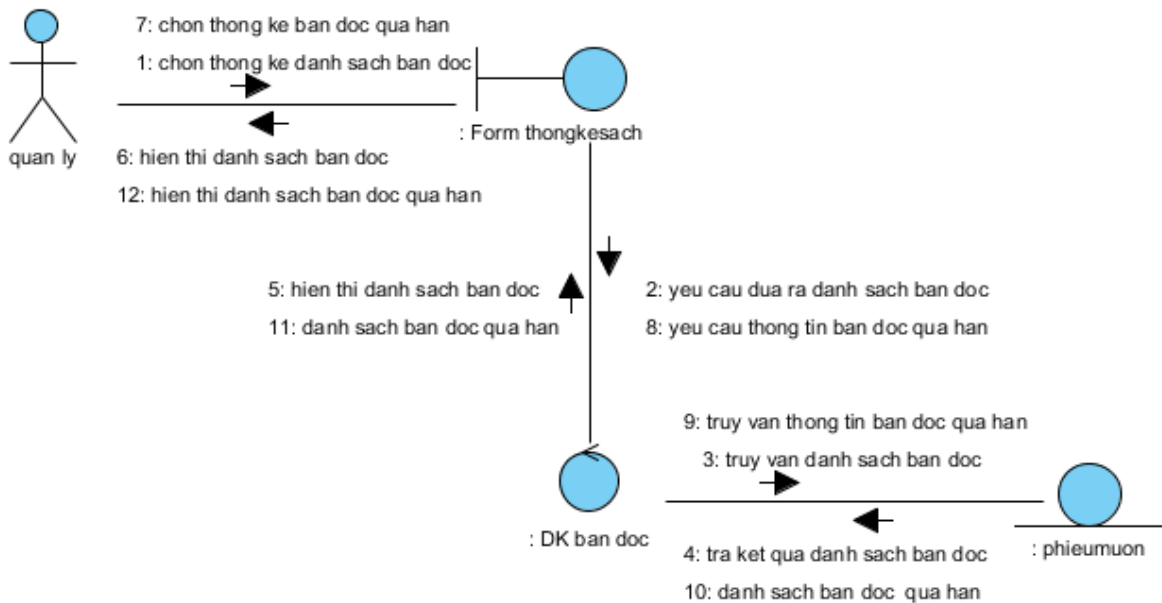 7: chon thong ke ban doc qua han
1: chon thong ke danh sach ban doc
: Form thongkesach
quan ly
6: hien thi danh sach ban doc
12: hien thi danh sach ban doc qua han
5: hien thi danh sach ban doc
2: yeu cau dua ra danh sach ban doc
11: danh sach ban doc qua han
8: yeu cau thong tin ban doc qua han
9: truy van thong tin ban doc qua han
3: truy van danh sach ban doc
: DK ban doc
: phieumuon
4: tra ket qua danh sach ban doc
10: danh sach ban doc qua han